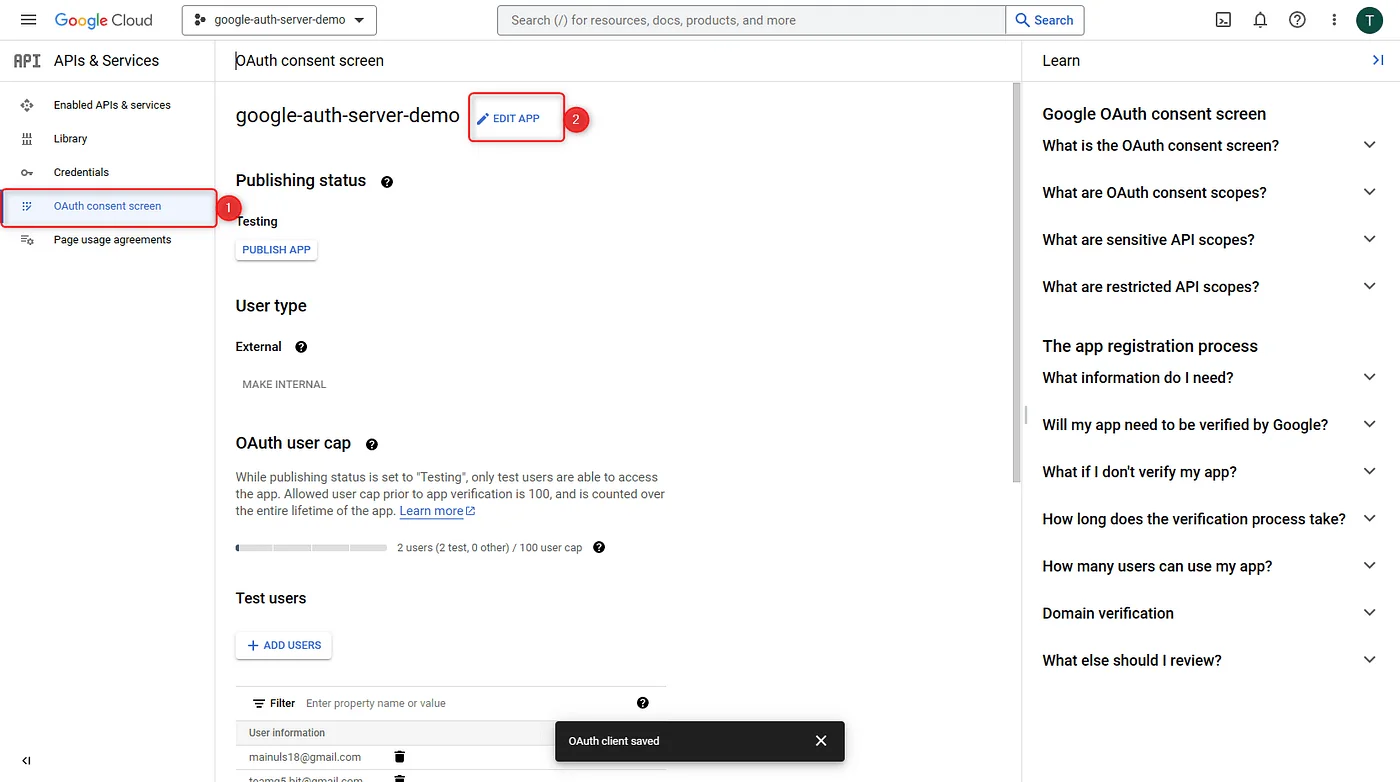 Google Cloud
google-auth-server-demo
Search (/) for resources, docs, products, and more
Search
T
API
APIs & Services
Enabled APIs & services
Library
Credentials
OAuth consent screen
1
Page usage agreements
OAuth consent screen
google-auth-server-demo
EDIT APP
2
Publishing status
Testing
PUBLISH APP
User type
External
MAKE INTERNAL
OAuth user cap
While publishing status is set to "Testing", only test users are able to access
the app. Allowed user cap prior to app verification is 100, and is counted over
the entire lifetime of the app. Learn more
2 users (2 test, 0 other) / 100 user cap
Test users
ADD USERS
Filter Enter property name or value
User information
mainuls18@gmail.com
teamg5.bit@gmail.com
OAuth client saved
Learn
Google OAuth consent screen
What is the OAuth consent screen?
What are OAuth consent scopes?
What are sensitive API scopes?
What are restricted API scopes?
The app registration process
What information do I need?
Will my app need to be verified by Google?
What if I don't verify my app?
How long does the verification process take?
How many users can use my app?
Domain verification
What else should I review?